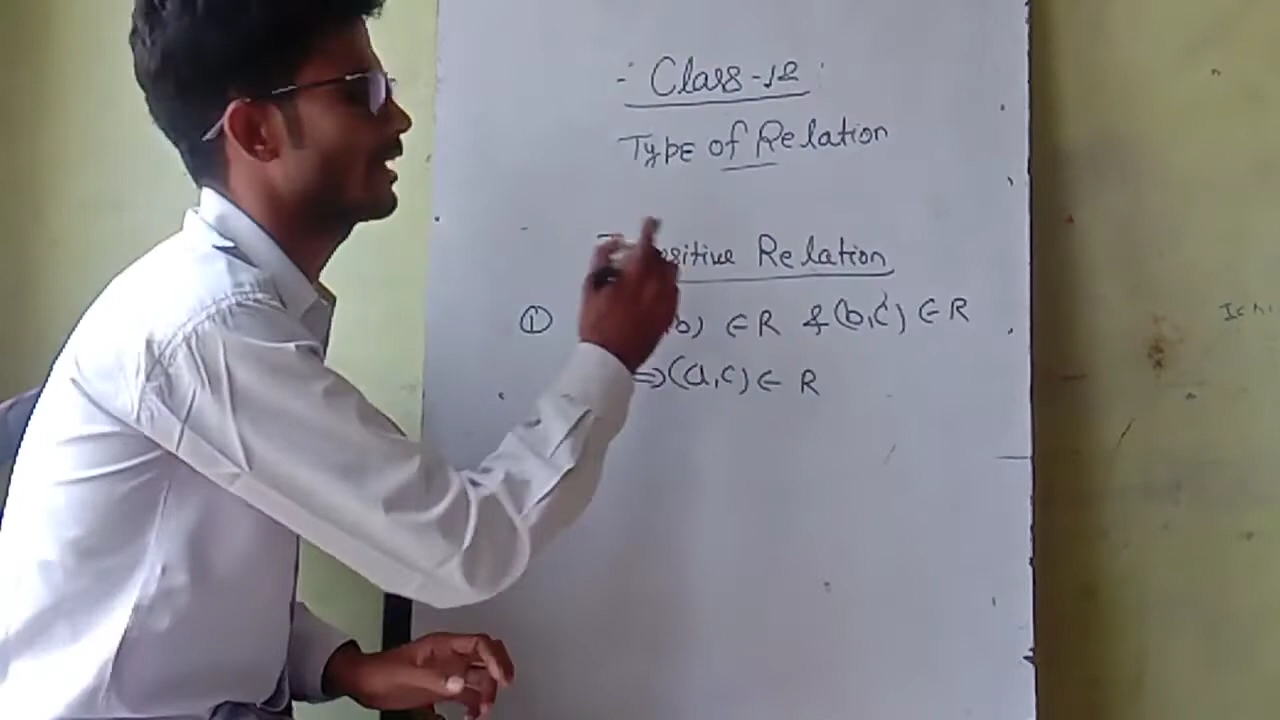 Class-12
Type of Relation
Relation
① b) ∈ R & (b,c) ∈ R
⇒ (a,c) ∈ R